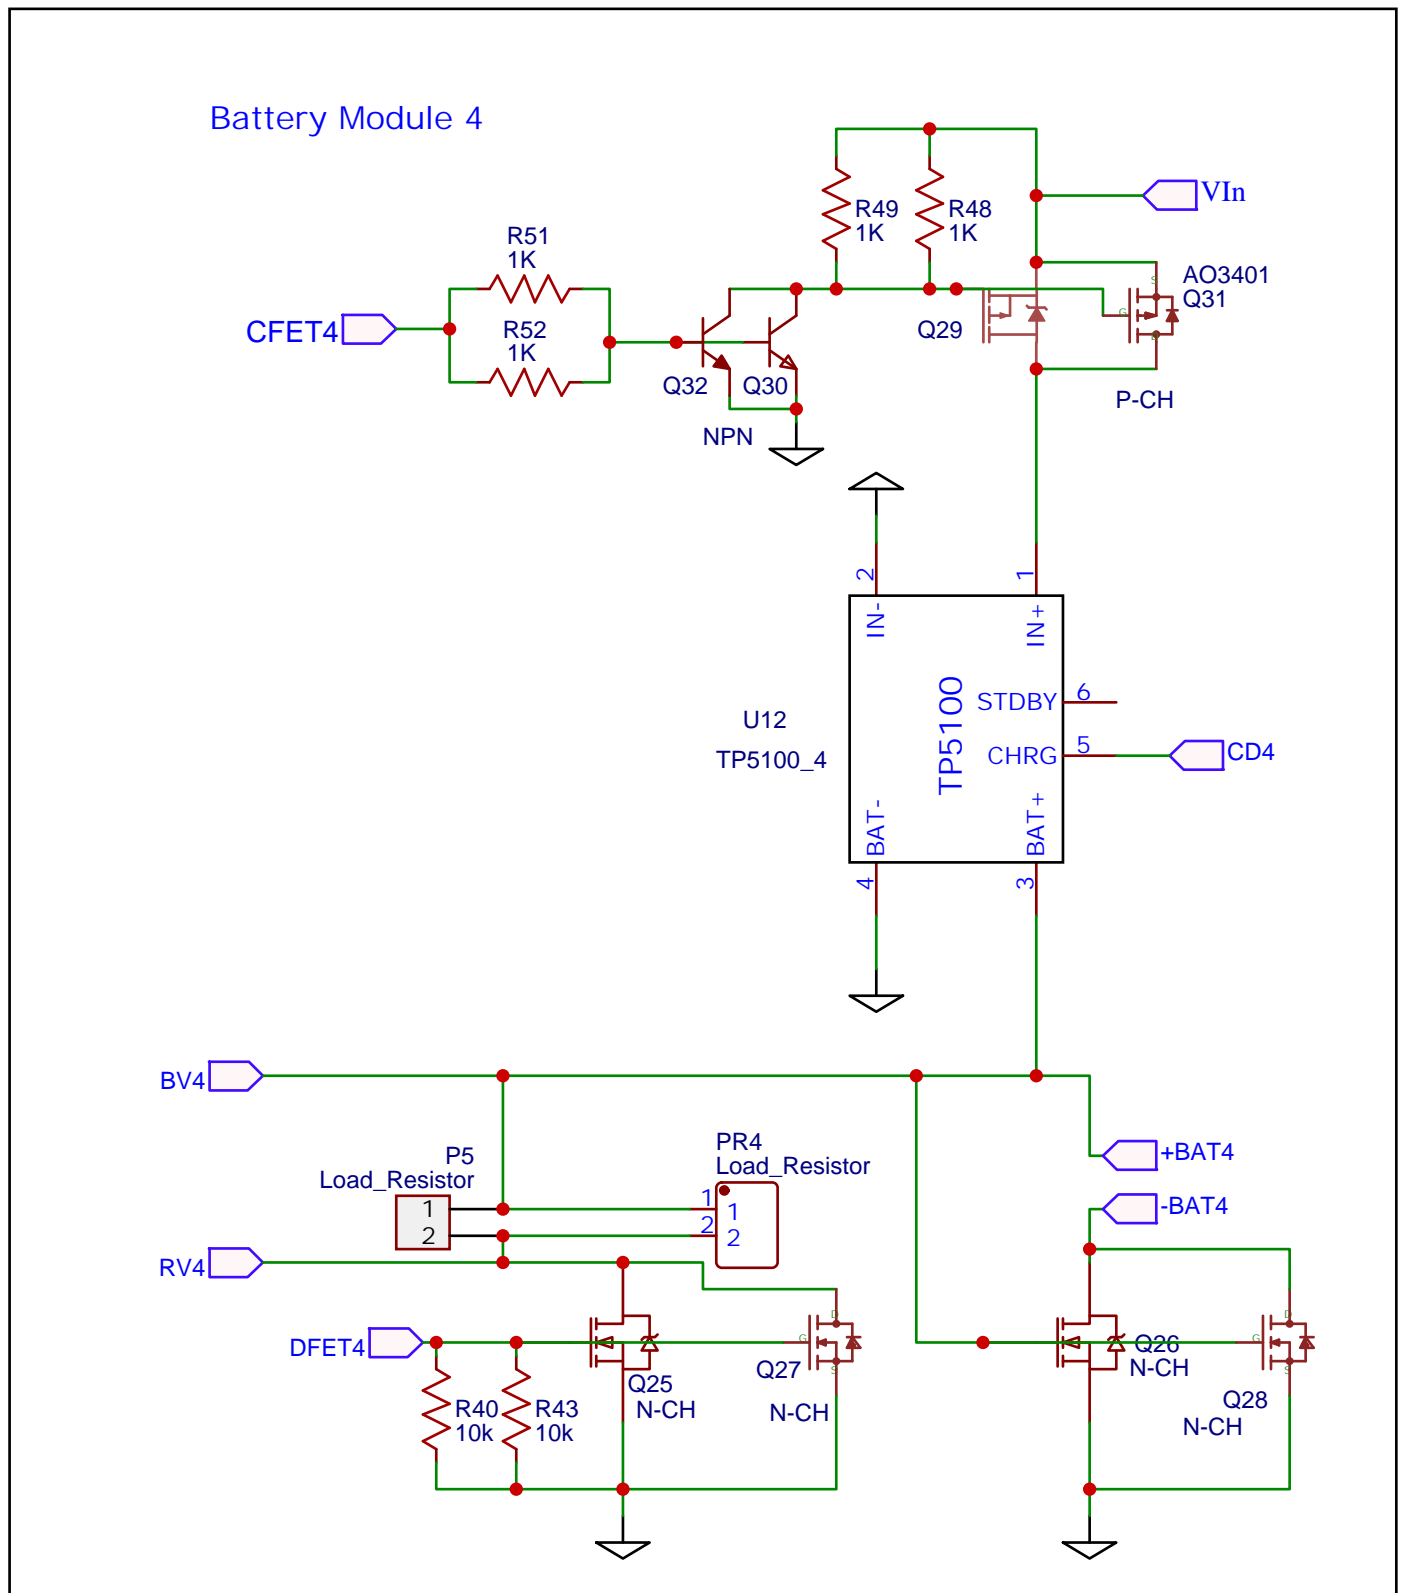 Battery Module 4
VIn
R49
1K
R48
1K
R51
1K
AO3401
Q31
S
G
D
CFET4
R52
1K
Q29
Q32
Q30
P-CH
NPN
2
1
IN-
IN+
TP5100
STDBY
6
U12
TP5100_4
CHRG
5
CD4
BAT-
BAT+
4
3
BV4
P5
Load_Resistor
1
2
PR4
Load_Resistor
1
1
2
2
+BAT4
-BAT4
RV4
DFET4
D
G
S
Q25
N-CH
Q27
N-CH
Q26
N-CH
D
G
S
Q28
N-CH
R40
10k
R43
10k